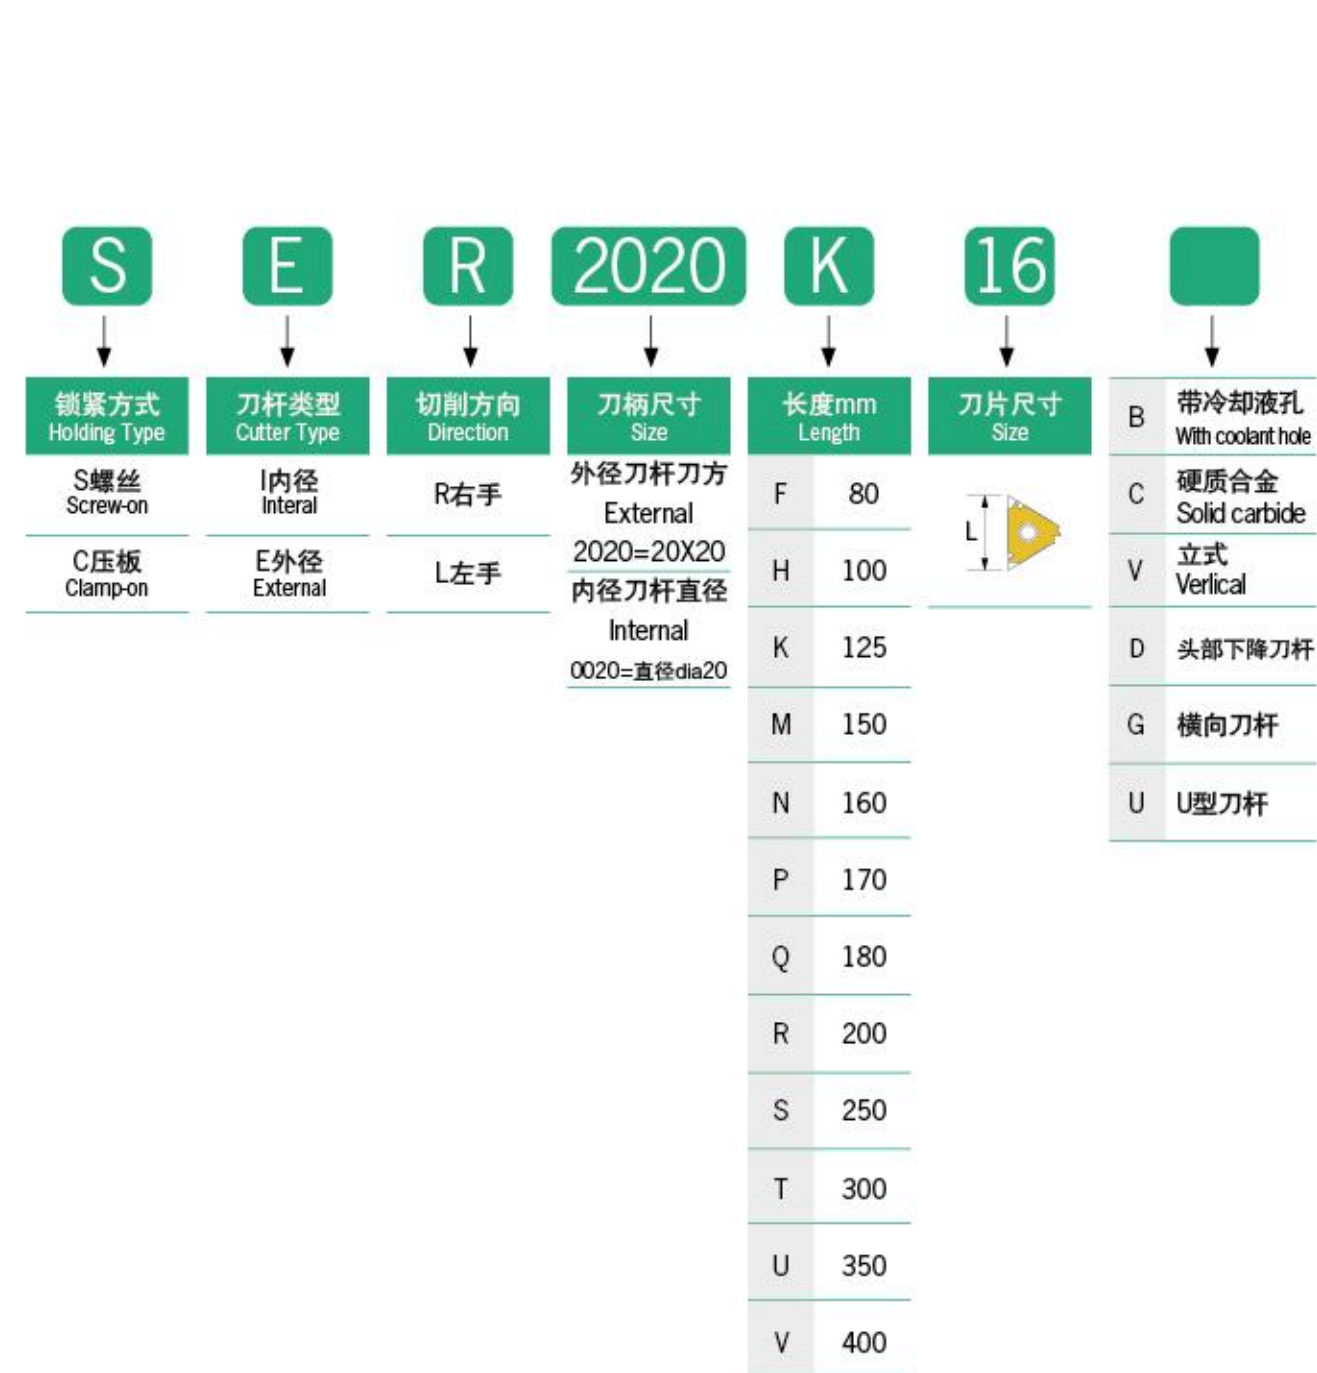 S E R 2020 K 16
锁紧方式
Holding Type
S螺丝
Screw-on
C压板
Clamp-on
刀杆类型
Cutter Type
I内径
Interal
E外径
External
切削方向
Direction
R右手
L左手
刀柄尺寸
Size
外径刀杆刀方
External
2020=20X20
内径刀杆直径
Internal
0020=直径dia20
长度mm
Length
F 80
H 100
K 125
M 150
N 160
P 170
Q 180
R 200
S 250
T 300
U 350
V 400
刀片尺寸
Size
L
B 带冷却液孔
With coolant hole
C 硬质合金
Solid carbide
V 立式
Verlical
D 头部下降刀杆
G 横向刀杆
U U型刀杆